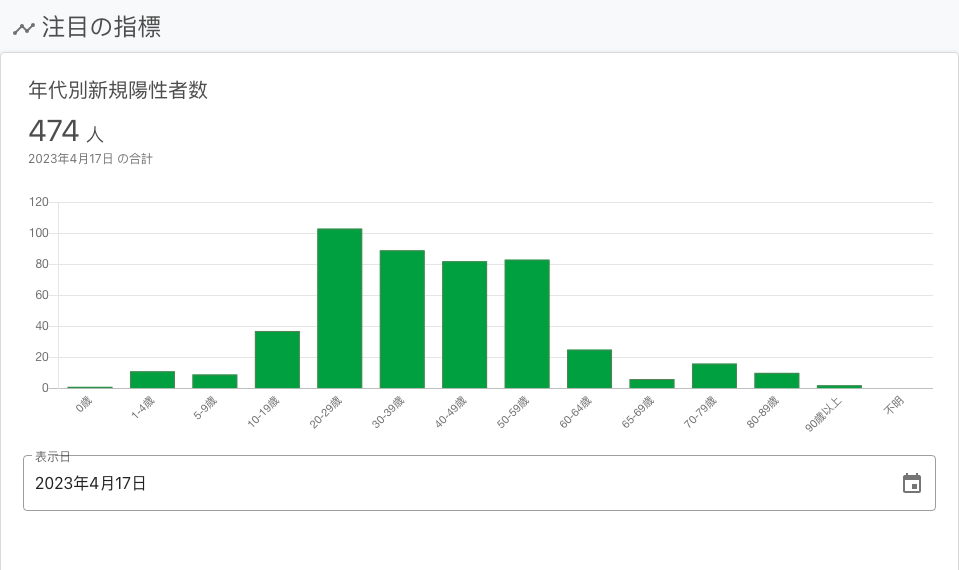 注目の指標
年代別新規陽性者数
474 人
2023年4月17日 の合計
120
100
80
60
40
20
0
0歳
1-4歳
5-9歳
10-19歳
20-29歳
30-39歳
40-49歳
50-59歳
60-64歳
65-69歳
70-79歳
80-89歳
90歳以上
不明
表示日
2023年4月17日